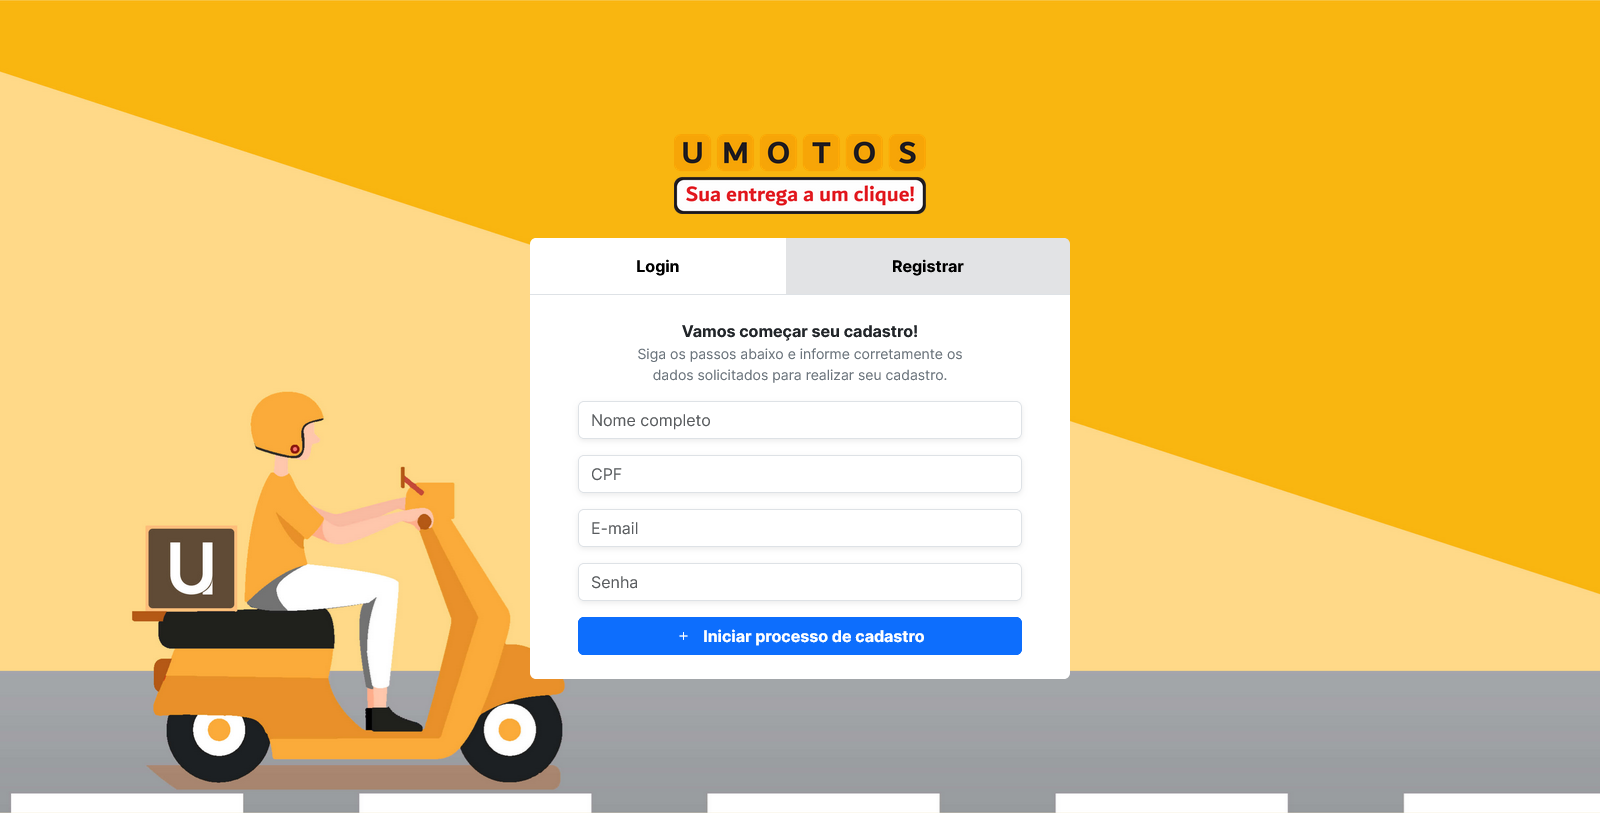 UMOTOS
Sua entrega a um clique!
Login
Registrar
Vamos começar seu cadastro!
Siga os passos abaixo e informe corretamente os
dados solicitados para realizar seu cadastro.
Nome completo
CPF
E-mail
Senha
+ Iniciar processo de cadastro
U